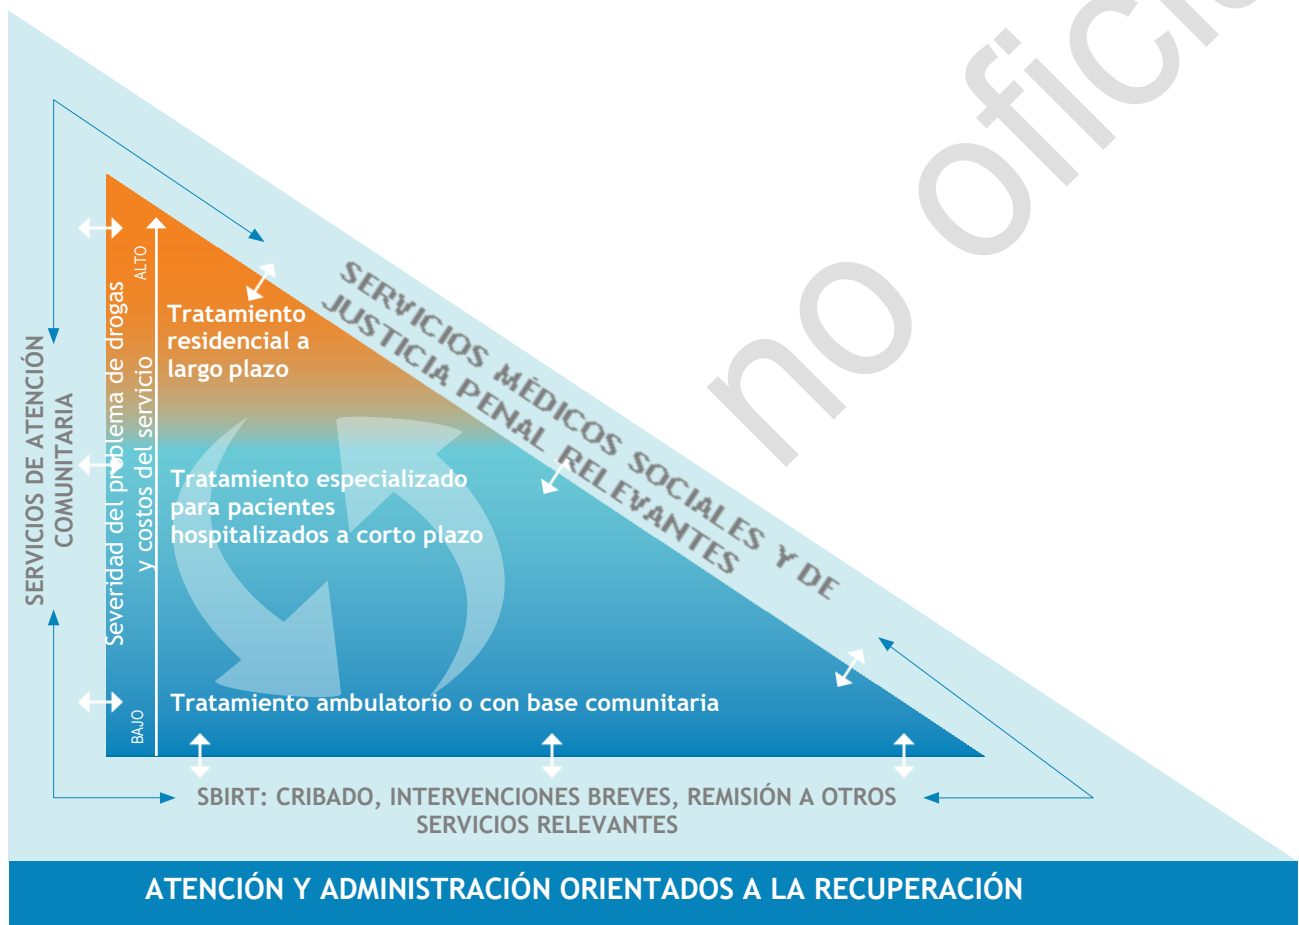 no ofici
SERVICIOS DE ATENCIÓN
COMUNITARIA
Severidad del problema de drogas
y costos del servicio
ALTO
BAJO
Tratamiento
residencial a
largo plazo
Tratamiento especializado
para pacientes
hospitalizados a corto plazo
Tratamiento ambulatorio o con base comunitaria
SERVICIOS MÉDICOS SOCIALES Y DE
JUSTICIA PENAL RELEVANTES
SBIRT: CRIBADO, INTERVENCIONES BREVES, REMISIÓN A OTROS
SERVICIOS RELEVANTES
ATENCIÓN Y ADMINISTRACIÓN ORIENTADOS A LA RECUPERACIÓN